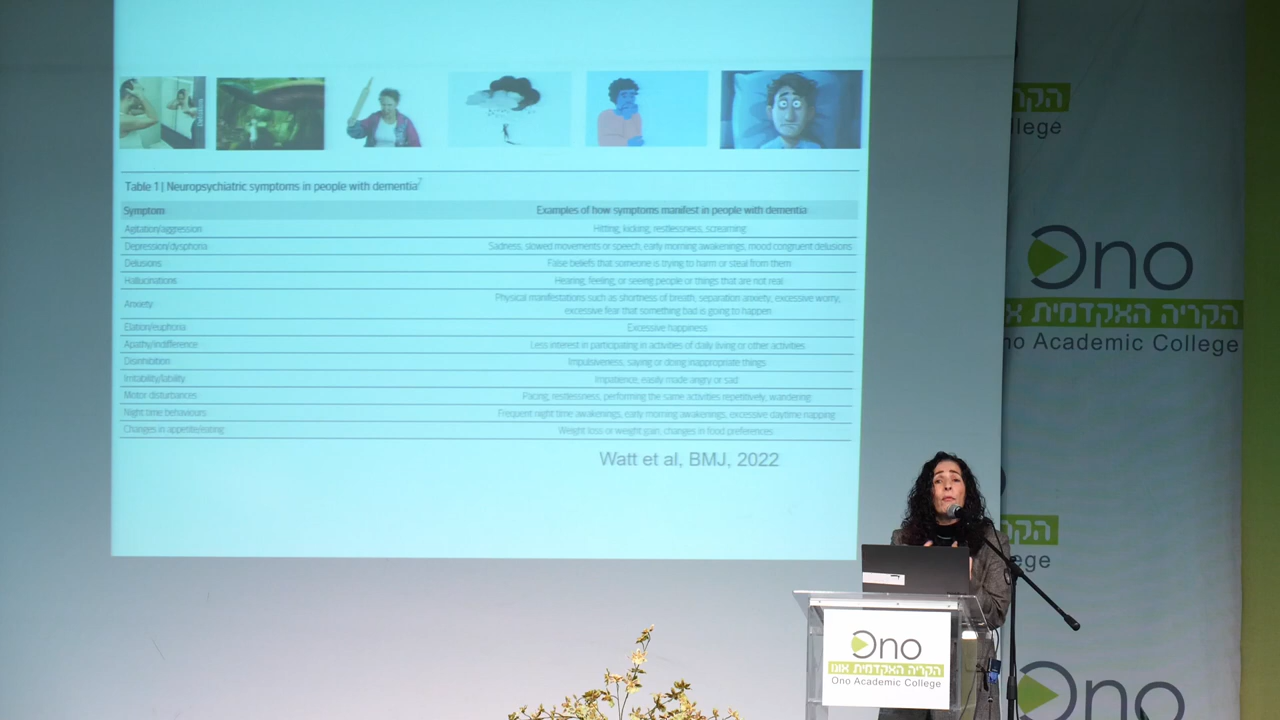 Table 1 | Neuropsychiatric symptoms in people with dementia7
Symptom Examples of how symptoms manifest in people with dementia
Agitation/aggression Hitting, kicking, restlessness, screaming
Depression/dysphoria Sadness, slowed movements or speech, early morning awakenings, mood congruent delusions
Delusions False beliefs that someone is trying to harm or steal from them
Hallucinations Hearing, feeling, or seeing people or things that are not real
Anxiety Physical manifestations such as shortness of breath, separation anxiety, excessive worry,
excessive fear that something bad is going to happen
Elation/euphoria Excessive happiness
Apathy/indifference Less interest in participating in activities of daily living or other activities
Disinhibition Impulsiveness, saying or doing inappropriate things
Irritability/lability Impatience, easily made angry or sad
Motor disturbances Pacing, restlessness, performing the same activities repetitively, wandering
Night time behaviours Frequent night time awakenings, early morning awakenings, excessive daytime napping
Changes in appetite/eating Weight loss or weight gain, changes in food preferences
Watt et al, BMJ, 2022
הקרי
llege
Ono
הקריה האקדמית או
no Academic College
הקרי
ege
Ono
הקריה האקדמית אונו
Ono Academic College
Ono